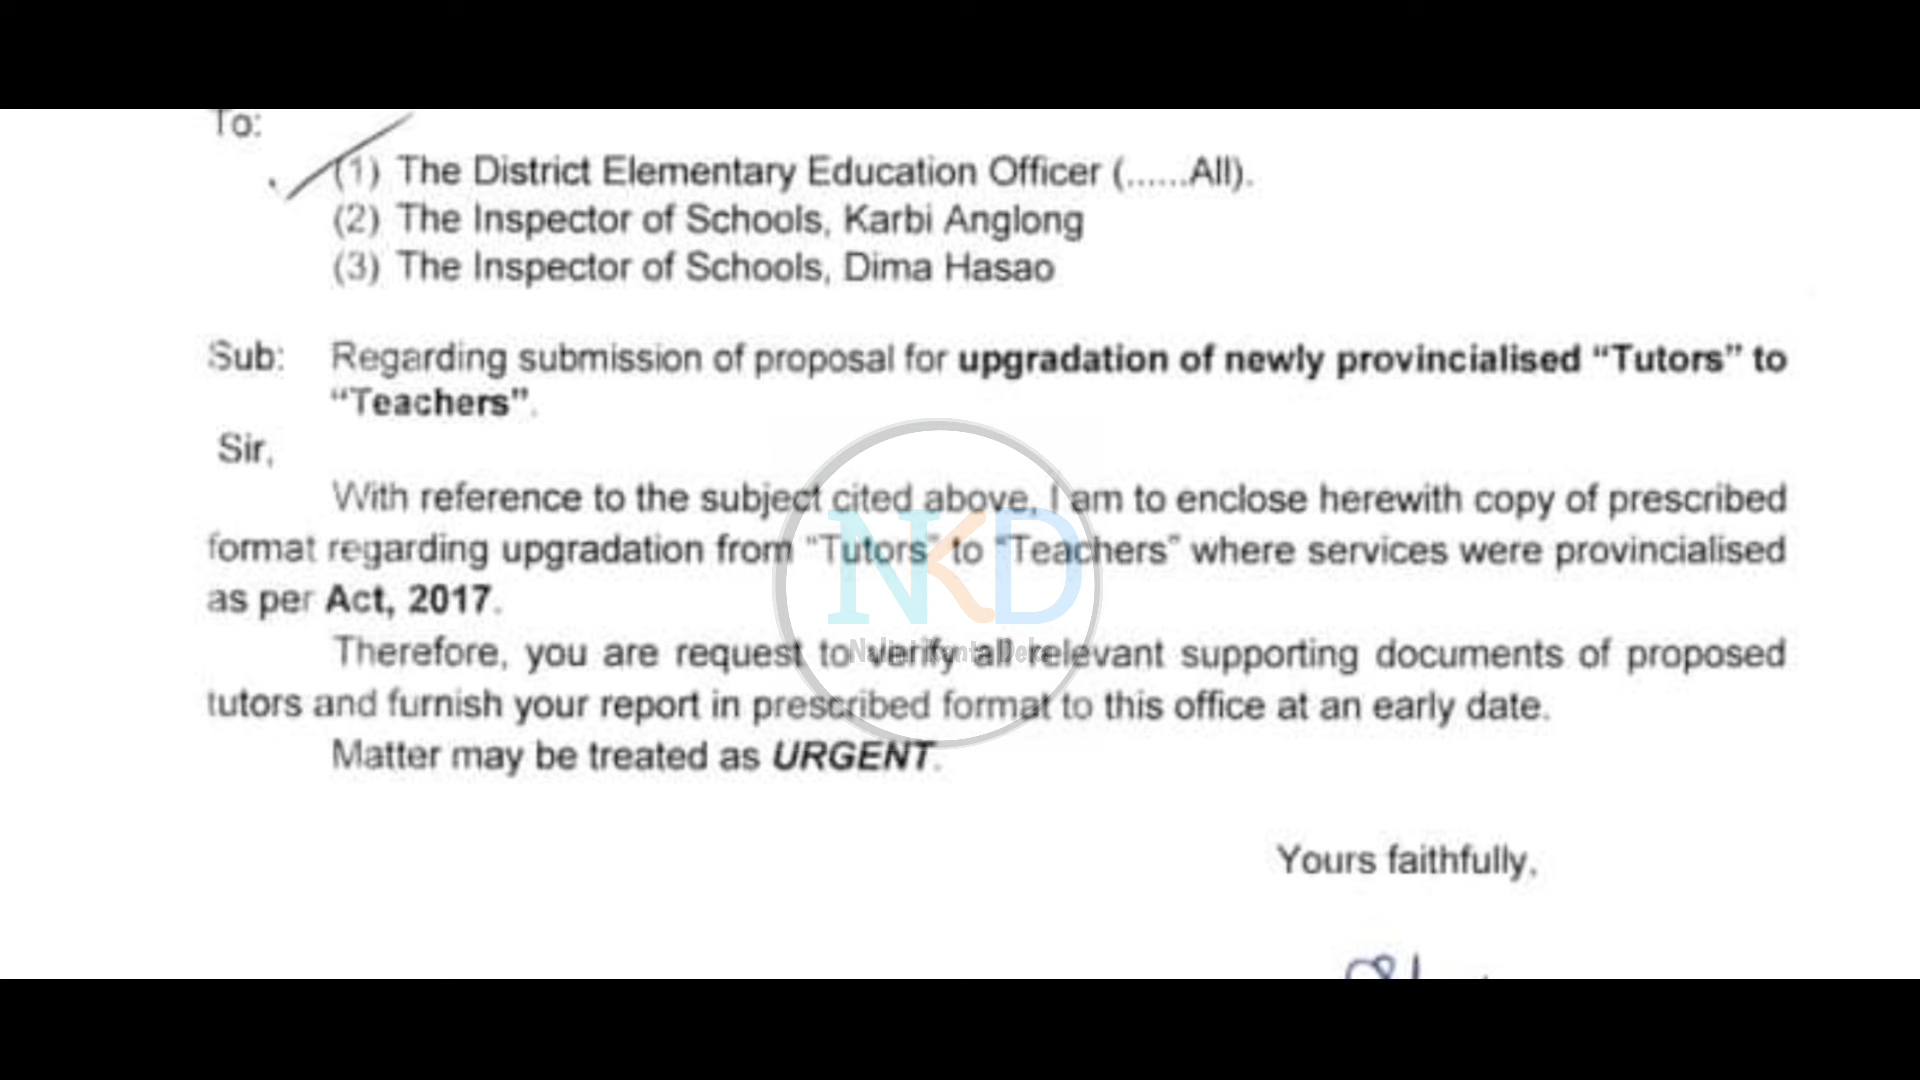 To:
(1) The District Elementary Education Officer (......All).
(2) The Inspector of Schools, Karbi Anglong
(3) The Inspector of Schools, Dima Hasao
Sub: Regarding submission of proposal for upgradation of newly provincialised “Tutors” to
“Teachers”.
Sir,
With reference to the subject cited above, I am to enclose herewith copy of prescribed
format regarding upgradation from “Tutors” to “Teachers” where services were provincialised
as per Act, 2017.
NKD
Therefore, you are request to verify all relevant supporting documents of proposed
tutors and furnish your report in prescribed format to this office at an early date.
Matter may be treated as URGENT.
Yours faithfully,